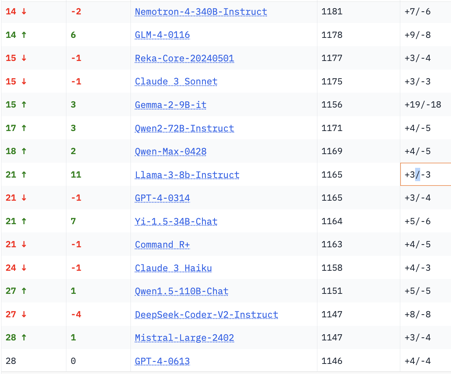 14 ↓ -2 Nemotron-4-340B-Instruct 1181 +7/-6
14 ↑ 6 GLM-4-0116 1178 +9/-8
15 ↓ -1 Reka-Core-20240501 1177 +3/-4
15 ↓ -1 Claude 3 Sonnet 1175 +3/-3
15 ↑ 3 Gemma-2-9B-it 1156 +19/-18
17 ↑ 3 Qwen2-72B-Instruct 1171 +4/-5
18 ↑ 2 Qwen-Max-0428 1169 +4/-5
21 ↑ 11 Llama-3-8b-Instruct 1165 +3/-3
21 ↓ -1 GPT-4-0314 1165 +3/-4
21 ↑ 7 Yi-1.5-34B-Chat 1164 +5/-6
21 ↓ -1 Command R+ 1163 +4/-5
24 ↓ -1 Claude 3 Haiku 1158 +4/-3
27 ↑ 1 Qwen1.5-110B-Chat 1151 +5/-5
27 ↓ -4 DeepSeek-Coder-V2-Instruct 1147 +8/-8
28 ↑ 1 Mistral-Large-2402 1147 +3/-4
28 0 GPT-4-0613 1146 +4/-4